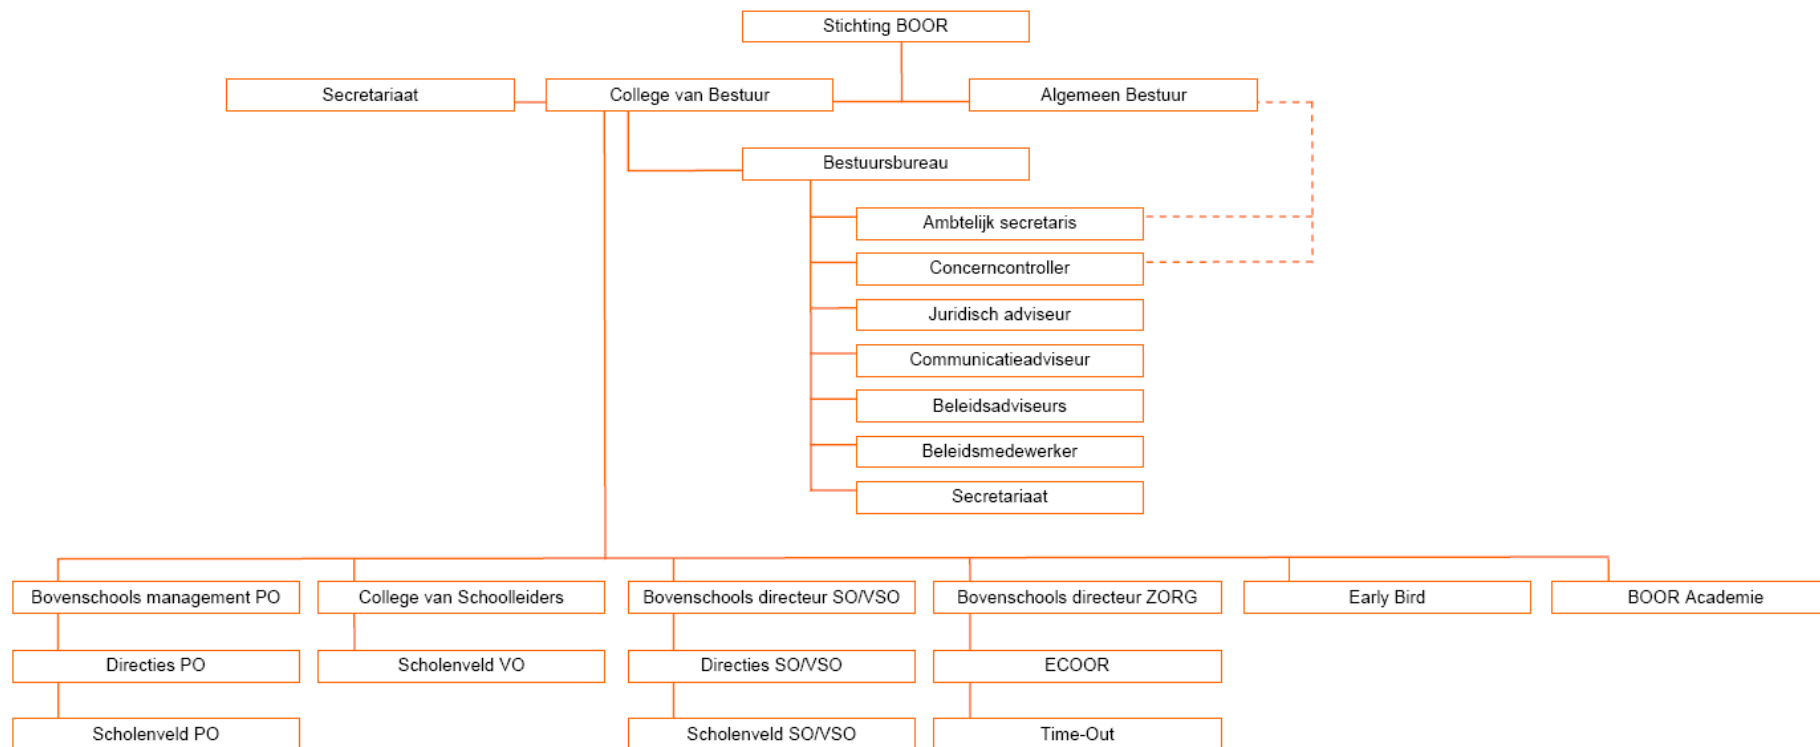 Stichting BOOR
Secretariaat
College van Bestuur
Algemeen Bestuur
Bestuursbureau
Ambtelijk secretaris
Concerncontroller
Juridisch adviseur
Communicatieadviseur
Beleidsadviseurs
Beleidsmedewerker
Secretariaat
Bovenschools management PO
College van Schoolleiders
Bovenschools directeur SO/VSO
Bovenschools directeur ZORG
Early Bird
BOOR Academie
Directies PO
Scholenveld VO
Directies SO/VSO
ECOOR
Scholenveld PO
Scholenveld SO/VSO
Time-Out